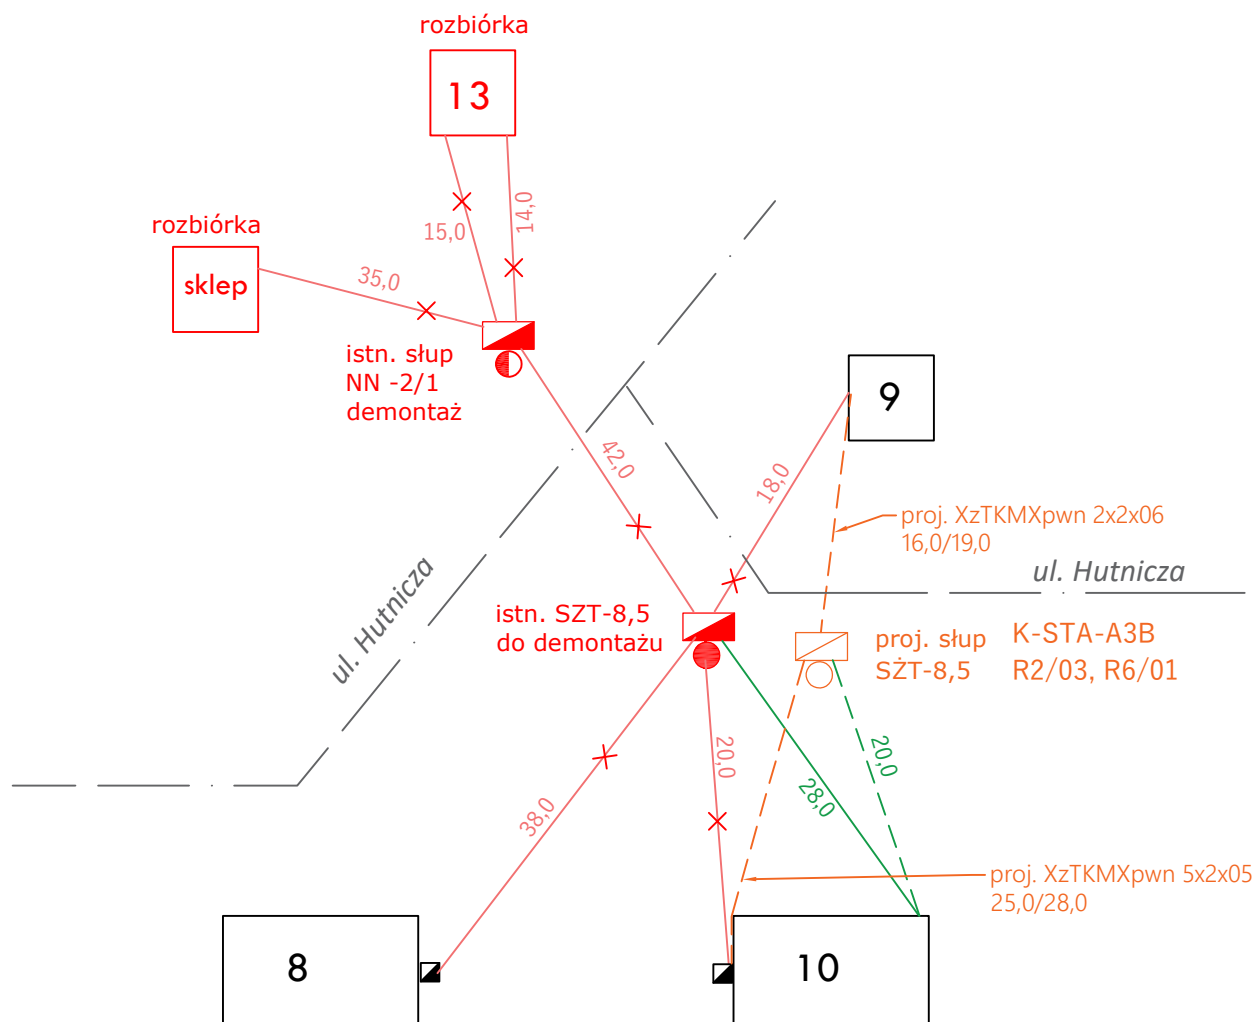 rozbiórka
13
rozbiórka
sklep
15,0
14,0
35,0
istn. słup
NN -2/1
demontaż
9
42,0
18,0
proj. XzTKMXpwn 2x2x06
16,0/19,0
ul. Hutnicza
ul. Hutnicza
istn. SZT-8,5
do demontażu
proj. słup
SŻT-8,5
K-STA-A3B
R2/03, R6/01
20,0
20,0
28,0
38,0
proj. XzTKMXpwn 5x2x05
25,0/28,0
8
10